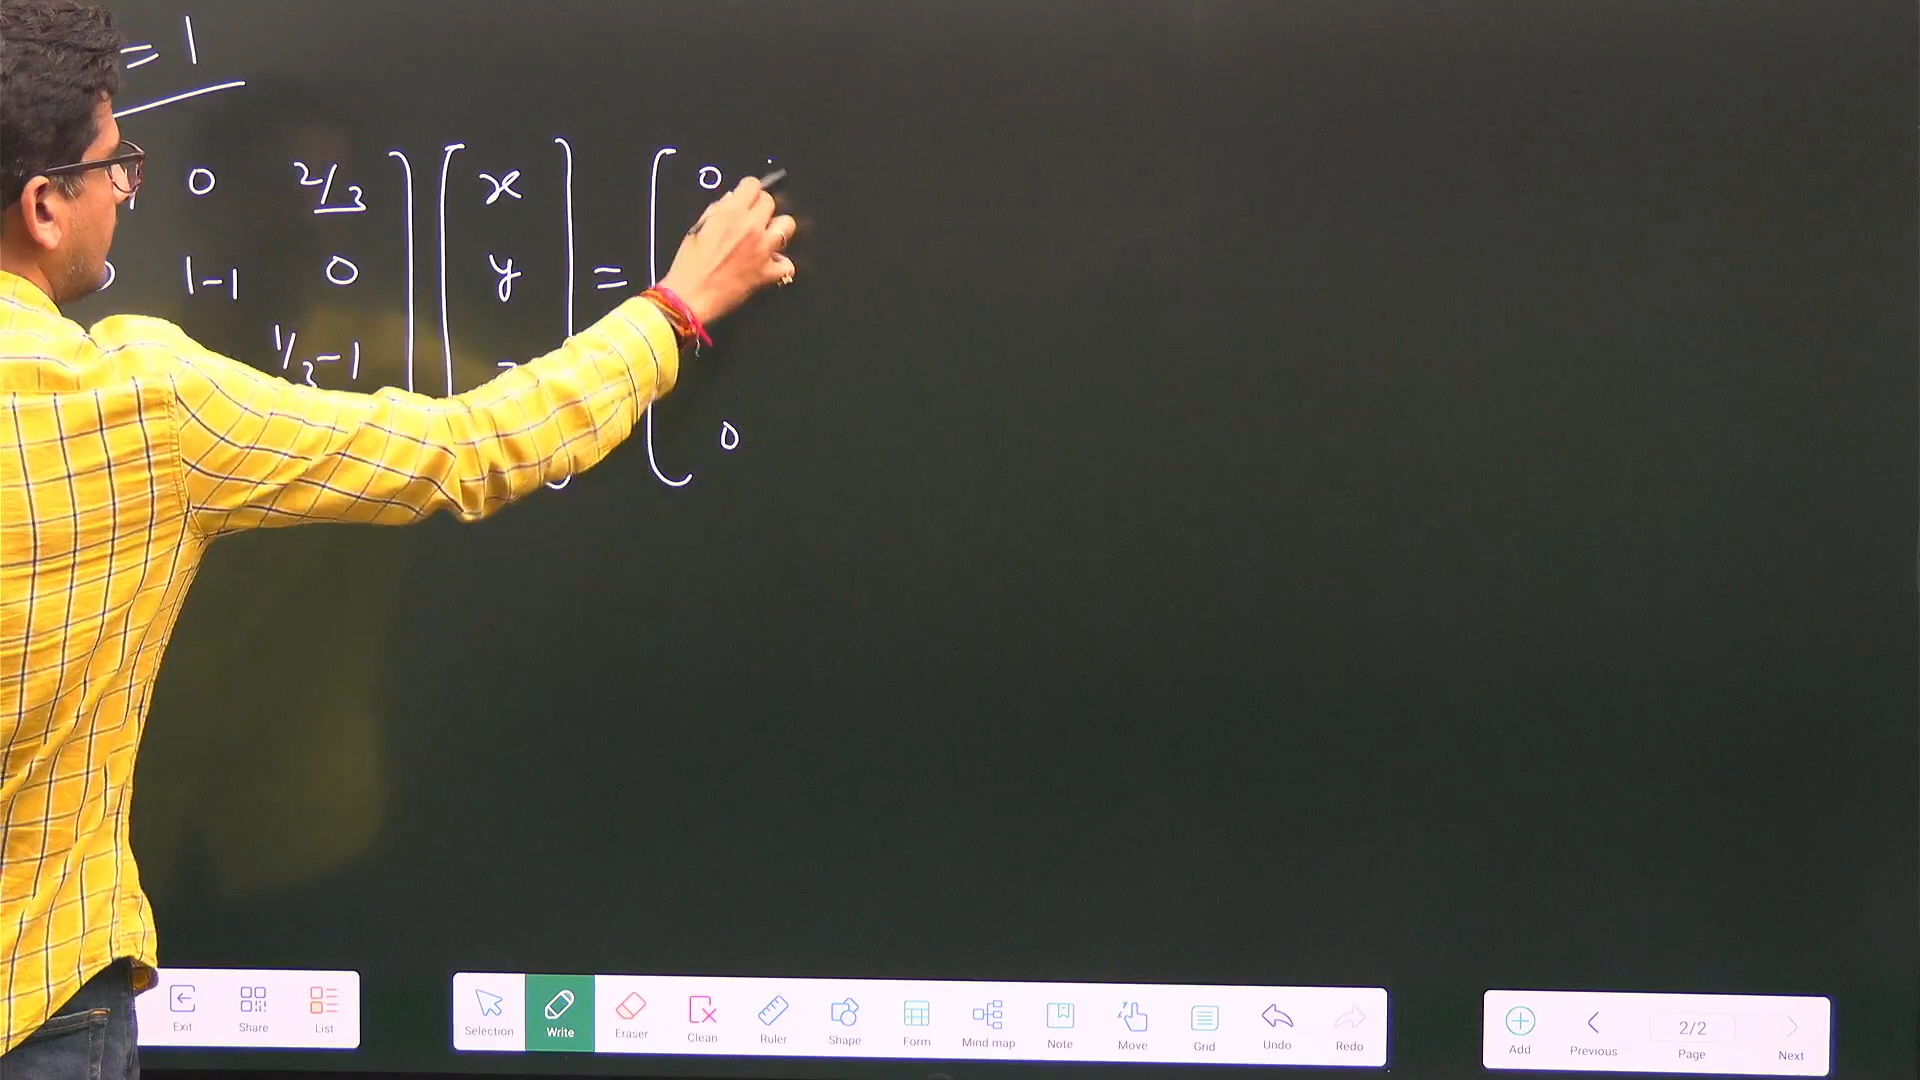 = 1
0 2/3 x 0
1-1 0 y =
1/3-1
0
Exit Share List
Selection Write Eraser Clean Ruler Shape Form Mind map Note Move Grid Undo Redo
Add Previous 2/2 Page Next